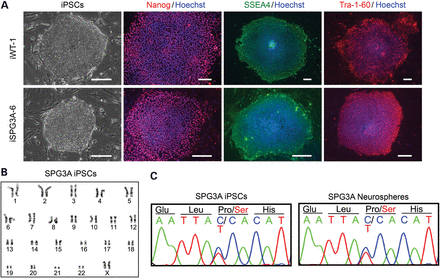 A
iPSCs
Nanog/Hoechst
SSEA4/Hoechst
Tra-1-60/Hoechst
iWT-1
iSPG3A-6
B
SPG3A iPSCs
1 2 3 4 5
6 7 8 9 10 11 12
13 14 15 16 17 18
19 20 21 22 X
C
SPG3A iPSCs
SPG3A Neurospheres
Glu Leu Pro/Ser His
Glu Leu Pro/Ser His
A A T T A C/ C A C A T
A A T T A C/ C A C A T
T
T